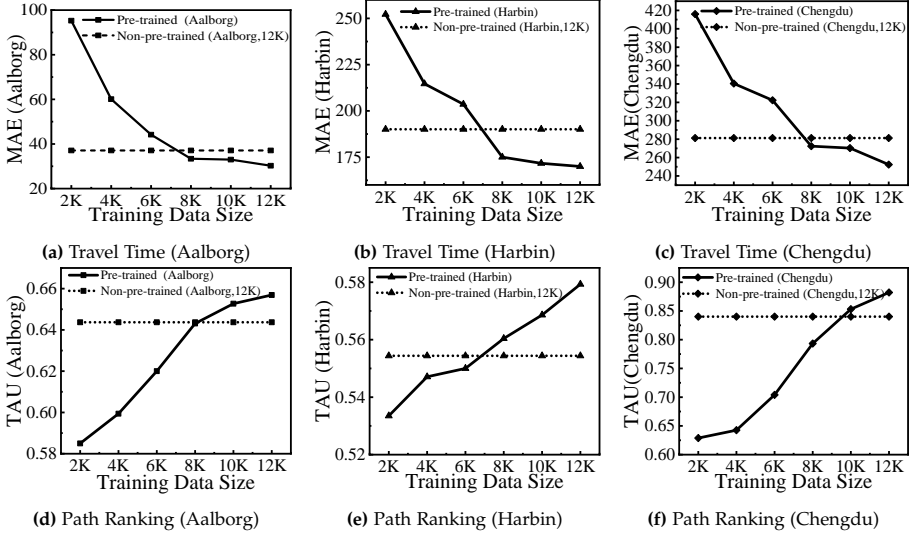 MAE (Aalborg)
100
80
60
40
20
Pre-trained (Aalborg)
Non-pre-trained (Aalborg,12K)
2K 4K 6K 8K 10K 12K
Training Data Size
(a) Travel Time (Aalborg)
MAE (Harbin)
250
225
200
175
Pre-trained (Harbin)
Non-pre-trained (Harbin,12K)
2K 4K 6K 8K 10K 12K
Training Data Size
(b) Travel Time (Harbin)
MAE(Chengdu)
420
400
380
360
340
320
300
280
260
240
Pre-trained (Chengdu)
Non-pre-trained (Chengdu,12K)
2K 4K 6K 8K 10K 12K
Training Data Size
(c) Travel Time (Chengdu)
TAU (Aalborg)
0.66
0.64
0.62
0.60
0.58
Pre-trained (Aalborg)
Non-pre-trained (Aalborg,12K)
2K 4K 6K 8K 10K 12K
Training Data Size
(d) Path Ranking (Aalborg)
TAU (Harbin)
0.58
0.56
0.54
0.52
Pre-trained (Harbin)
Non-pre-trained (Harbin,12K)
2K 4K 6K 8K 10K 12K
Training Data Size
(e) Path Ranking (Harbin)
TAU(Chengdu)
0.90
0.85
0.80
0.75
0.70
0.65
0.60
Pre-trained (Chengdu)
Non-pre-trained (Chengdu,12K)
2K 4K 6K 8K 10K 12K
Training Data Size
(f) Path Ranking (Chengdu)